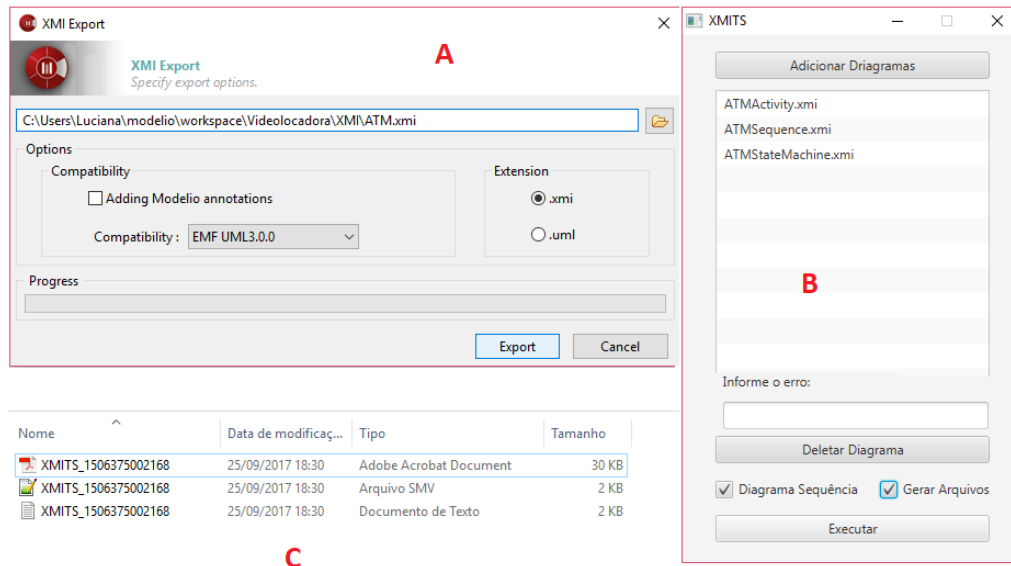 XMI Export
A
XMI Export
Specify export options.
C:\Users\Luciana\modelio\workspace\Videolocadora\XMI\ATM.xmi
Options
Compatibility
Adding Modelio annotations
Compatibility : EMF UML3.0.0
Extension
.xmi
.uml
Progress
Export Cancel
XMITS
Adicionar Driagramas
ATMActivity.xmi
ATMSequence.xmi
ATMStateMachine.xmi
B
Informe o erro:
Deletar Diagrama
Diagrama Sequência Gerar Arquivos
Executar
Nome Data de modificaç... Tipo Tamanho
XMITS_1506375002168 25/09/2017 18:30 Adobe Acrobat Document 30 KB
XMITS_1506375002168 25/09/2017 18:30 Arquivo SMV 2 KB
XMITS_1506375002168 25/09/2017 18:30 Documento de Texto 2 KB
C